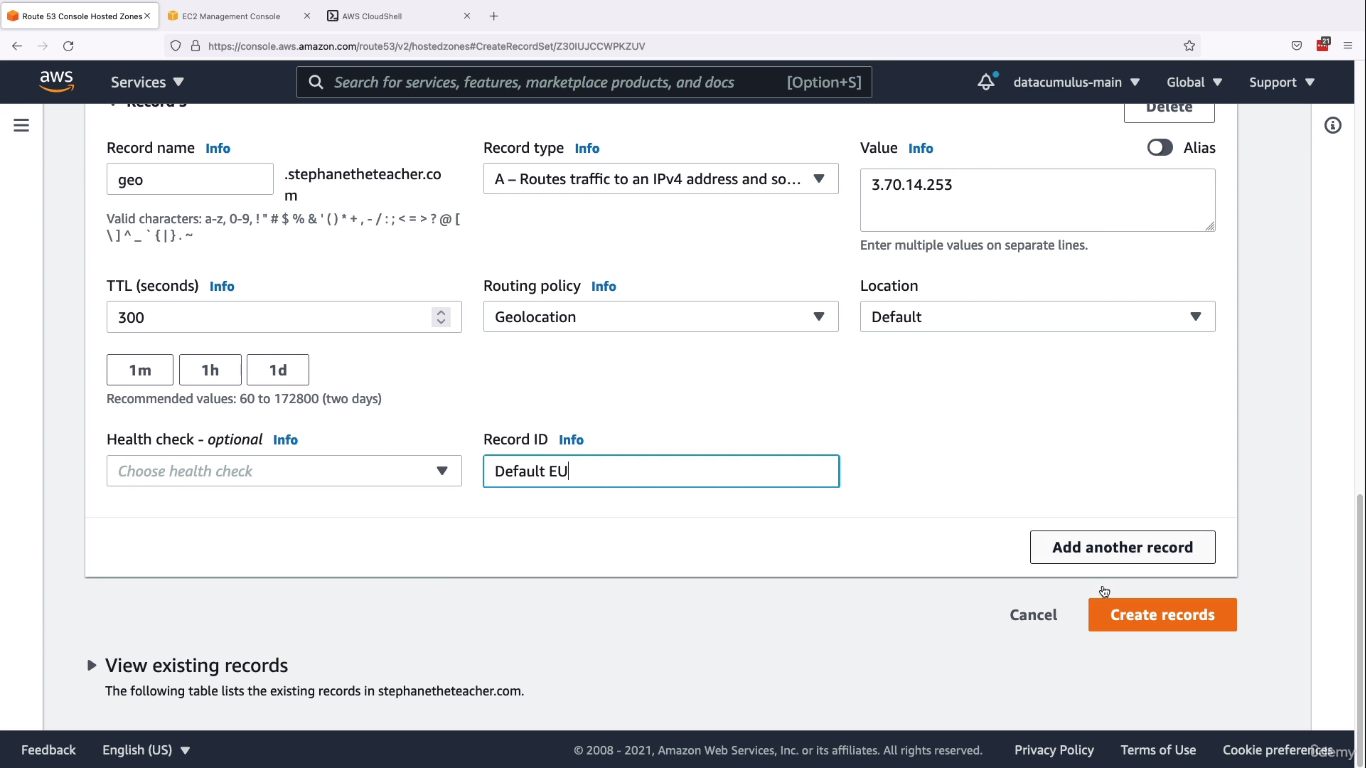 Route 53 Console Hosted Zones
EC2 Management Console
AWS CloudShell
https://console.aws.amazon.com/route53/v2/hostedzones#CreateRecordSet/Z30IUJCCWPKZUV
21
aws
Services
Search for services, features, marketplace products, and docs [Option+S]
datacumulus-main
Global
Support
Record 3
Delete
Record name Info
geo
.stephanetheteacher.co
m
Valid characters: a-z, 0-9, ! " # $ % & ' ( ) * + , - / : ; < = > ? @ [
\ ] ^ _ ` { | } . ~
Record type Info
A – Routes traffic to an IPv4 address and so...
Value Info
Alias
3.70.14.253
Enter multiple values on separate lines.
TTL (seconds) Info
300
1m 1h 1d
Recommended values: 60 to 172800 (two days)
Routing policy Info
Geolocation
Location
Default
Health check - optional Info
Choose health check
Record ID Info
Default EU
Add another record
Cancel
Create records
View existing records
The following table lists the existing records in stephanetheteacher.com.
Feedback
English (US)
© 2008 - 2021, Amazon Web Services, Inc. or its affiliates. All rights reserved.
Privacy Policy
Terms of Use
Cookie preferences
Udemy